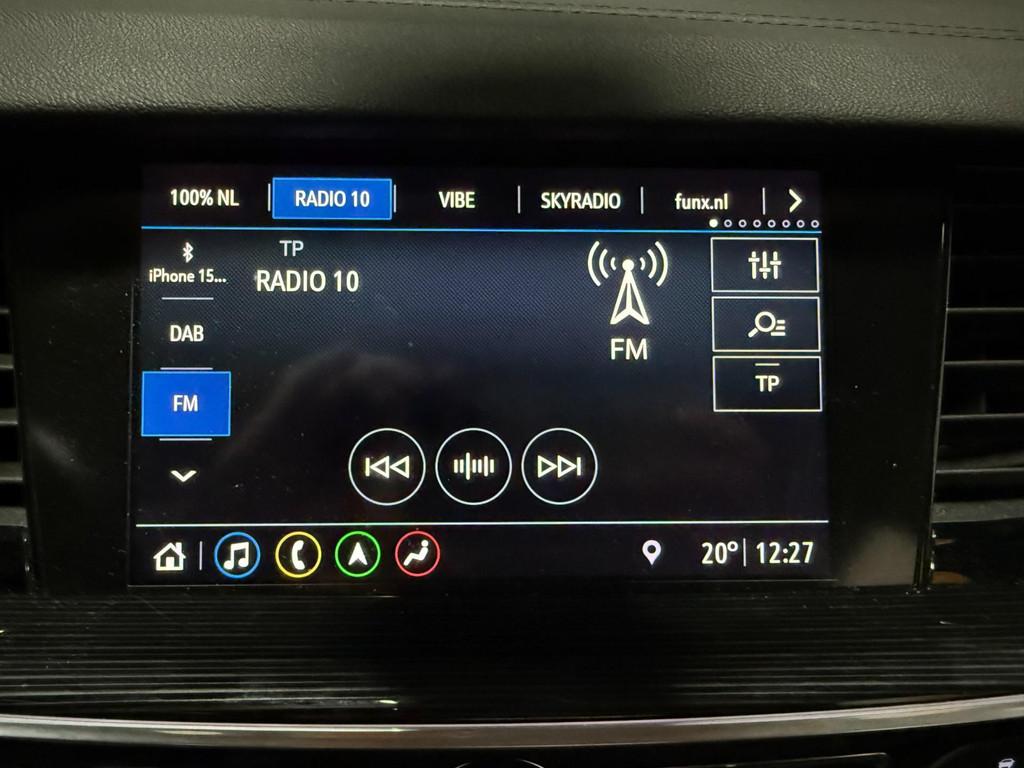 100% NL RADIO 10 VIBE SKYRADIO funx.nl
iPhone 15...
TP
RADIO 10
DAB
FM
FM
TP
20° 12:27